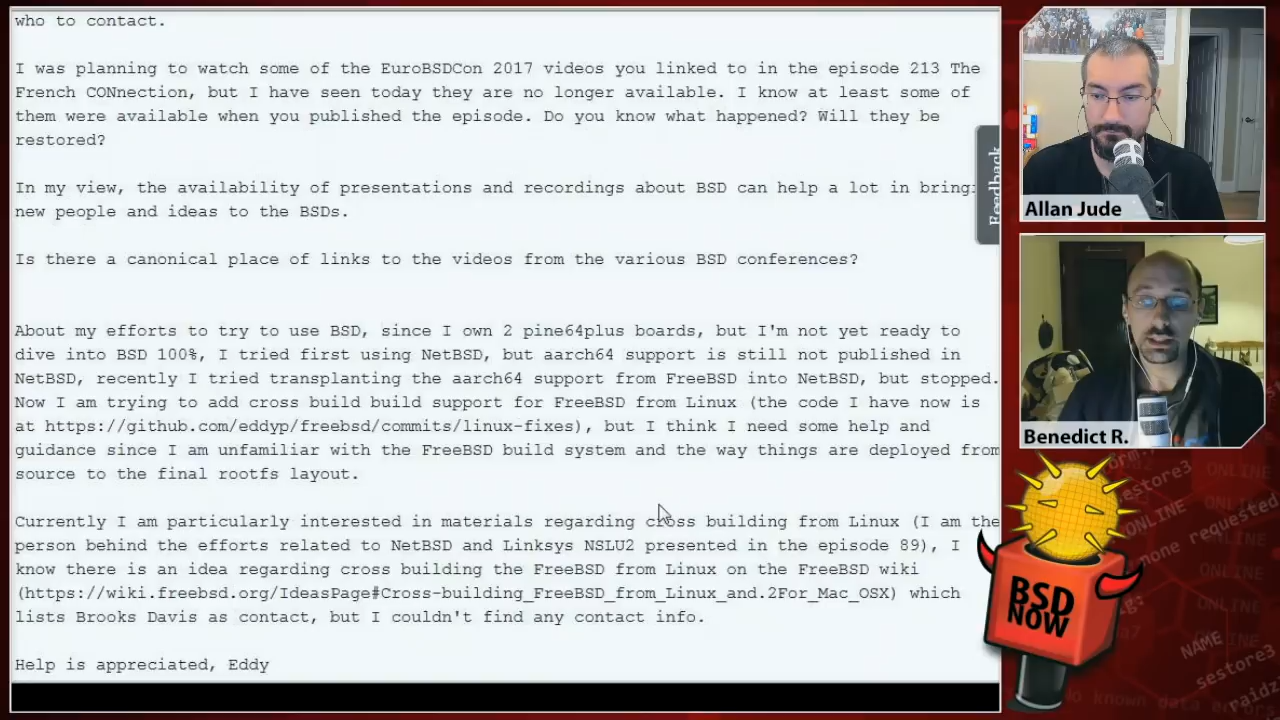 who to contact.
I was planning to watch some of the EuroBSDCon 2017 videos you linked to in the episode 213 The
French CONnection, but I have seen today they are no longer available. I know at least some of
them were available when you published the episode. Do you know what happened? Will they be
restored?
In my view, the availability of presentations and recordings about BSD can help a lot in bringi
new people and ideas to the BSDs.
Is there a canonical place of links to the videos from the various BSD conferences?
About my efforts to try to use BSD, since I own 2 pine64plus boards, but I'm not yet ready to
dive into BSD 100%, I tried first using NetBSD, but aarch64 support is still not published in
NetBSD, recently I tried transplanting the aarch64 support from FreeBSD into NetBSD, but stopped.
Now I am trying to add cross build build support for FreeBSD from Linux (the code I have now is
at https://github.com/eddyp/freebsd/commits/linux-fixes), but I think I need some help and
guidance since I am unfamiliar with the FreeBSD build system and the way things are deployed from
source to the final rootfs layout.
Currently I am particularly interested in materials regarding cross building from Linux (I am the
person behind the efforts related to NetBSD and Linksys NSLU2 presented in the episode 89), I
know there is an idea regarding cross building the FreeBSD from Linux on the FreeBSD wiki
(https://wiki.freebsd.org/IdeasPage#Cross-building_FreeBSD_from_Linux_and.2For_Mac_OSX) which
lists Brooks Davis as contact, but I couldn't find any contact info.
Help is appreciated, Eddy
Feedback
Allan Jude
Benedict R.
BSD
NOW
ONLINE
ONLINE
none requested
ONLINE
ONLINE
NAME
sestore3
no known data